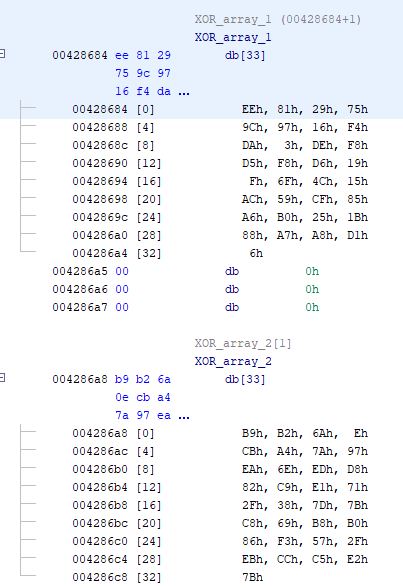 XOR_array_1 (00428684+1)
XOR_array_1
00428684 ee 81 29 db[33]
75 9c 97
16 f4 da ...
00428684 [0] EEh, 81h, 29h, 75h
00428688 [4] 9Ch, 97h, 16h, F4h
0042868c [8] DAh, 3h, DEh, F8h
00428690 [12] D5h, F8h, D6h, 19h
00428694 [16] Fh, 6Fh, 4Ch, 15h
00428698 [20] ACh, 59h, CFh, 85h
0042869c [24] A6h, B0h, 25h, 1Bh
004286a0 [28] 88h, A7h, A8h, D1h
004286a4 [32] 6h
004286a5 00 db 0h
004286a6 00 db 0h
004286a7 00 db 0h
XOR_array_2[1]
XOR_array_2
004286a8 b9 b2 6a db[33]
0e cb a4
7a 97 ea ...
004286a8 [0] B9h, B2h, 6Ah, Eh
004286ac [4] CBh, A4h, 7Ah, 97h
004286b0 [8] EAh, 6Eh, EDh, D8h
004286b4 [12] 82h, C9h, E1h, 71h
004286b8 [16] 2Fh, 38h, 7Dh, 7Bh
004286bc [20] C8h, 69h, B8h, B0h
004286c0 [24] 86h, F3h, 57h, 2Fh
004286c4 [28] EBh, CCh, C5h, E2h
004286c8 [32] 7Bh